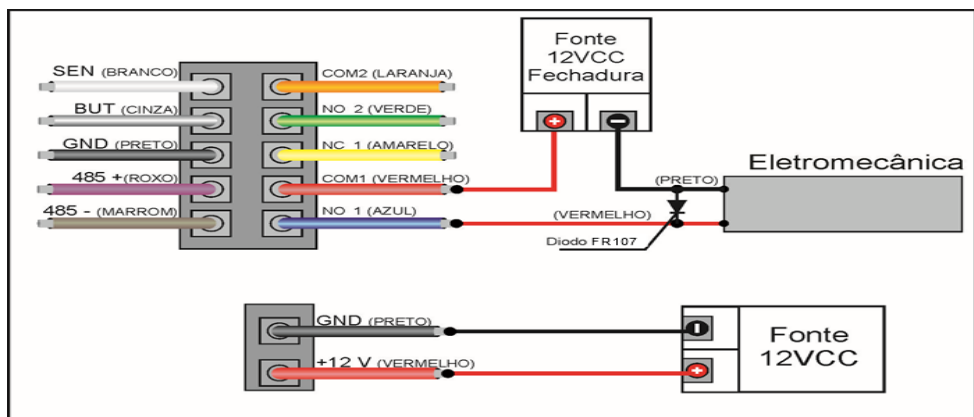 SEN (BRANCO)
BUT (CINZA)
GND (PRETO)
485 +(ROXO)
485 - (MARROM)
COM2 (LARANJA)
NO 2 (VERDE)
NC 1 (AMARELO)
COM1 (VERMELHO)
NO 1 (AZUL)
Fonte
12VCC
Fechadura
Eletromecânica
(PRETO)
(VERMELHO)
Diodo FR107
GND (PRETO)
+12 V (VERMELHO)
Fonte
12VCC